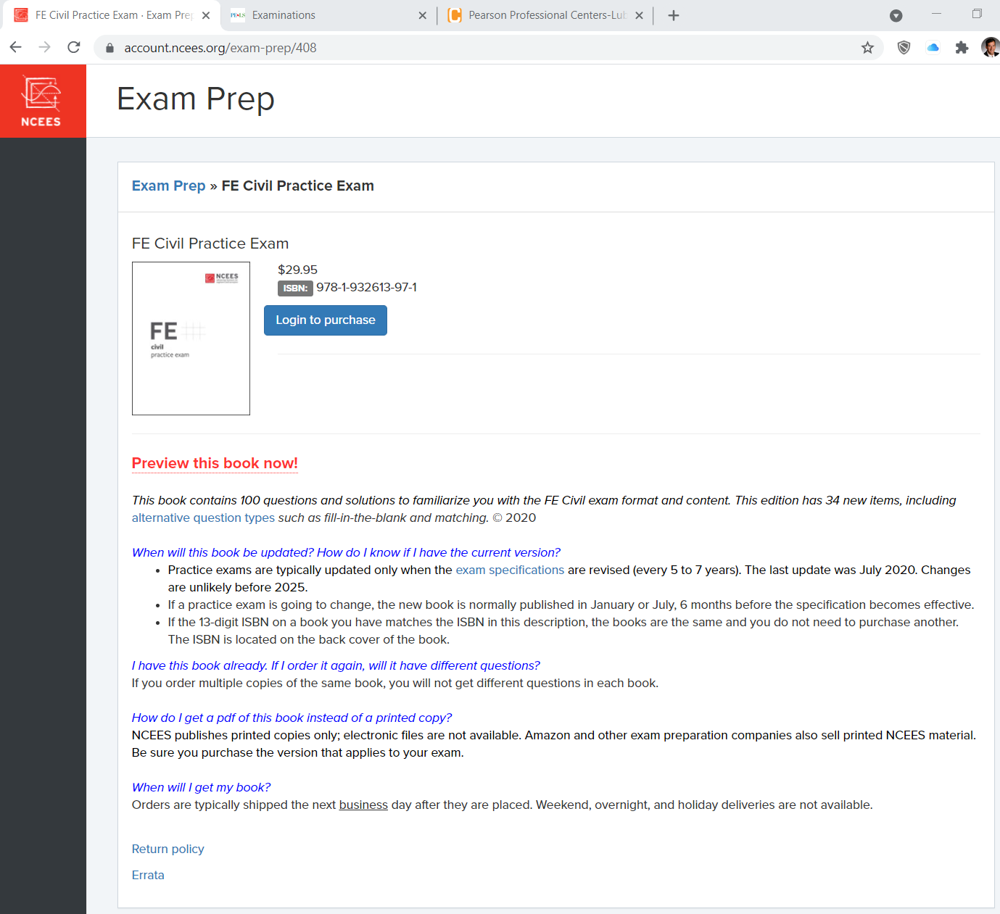 FE Civil Practice Exam · Exam Prep
PE●LS Examinations
Pearson Professional Centers-Lub
account.ncees.org/exam-prep/408
NCEES
Exam Prep
Exam Prep » FE Civil Practice Exam
FE Civil Practice Exam
NCEES
FE
civil
practice exam
$29.95
ISBN: 978-1-932613-97-1
Login to purchase
Preview this book now!
This book contains 100 questions and solutions to familiarize you with the FE Civil exam format and content. This edition has 34 new items, including
alternative question types such as fill-in-the-blank and matching. © 2020
When will this book be updated? How do I know if I have the current version?
• Practice exams are typically updated only when the exam specifications are revised (every 5 to 7 years). The last update was July 2020. Changes
are unlikely before 2025.
• If a practice exam is going to change, the new book is normally published in January or July, 6 months before the specification becomes effective.
• If the 13-digit ISBN on a book you have matches the ISBN in this description, the books are the same and you do not need to purchase another.
The ISBN is located on the back cover of the book.
I have this book already. If I order it again, will it have different questions?
If you order multiple copies of the same book, you will not get different questions in each book.
How do I get a pdf of this book instead of a printed copy?
NCEES publishes printed copies only; electronic files are not available. Amazon and other exam preparation companies also sell printed NCEES material.
Be sure you purchase the version that applies to your exam.
When will I get my book?
Orders are typically shipped the next business day after they are placed. Weekend, overnight, and holiday deliveries are not available.
Return policy
Errata